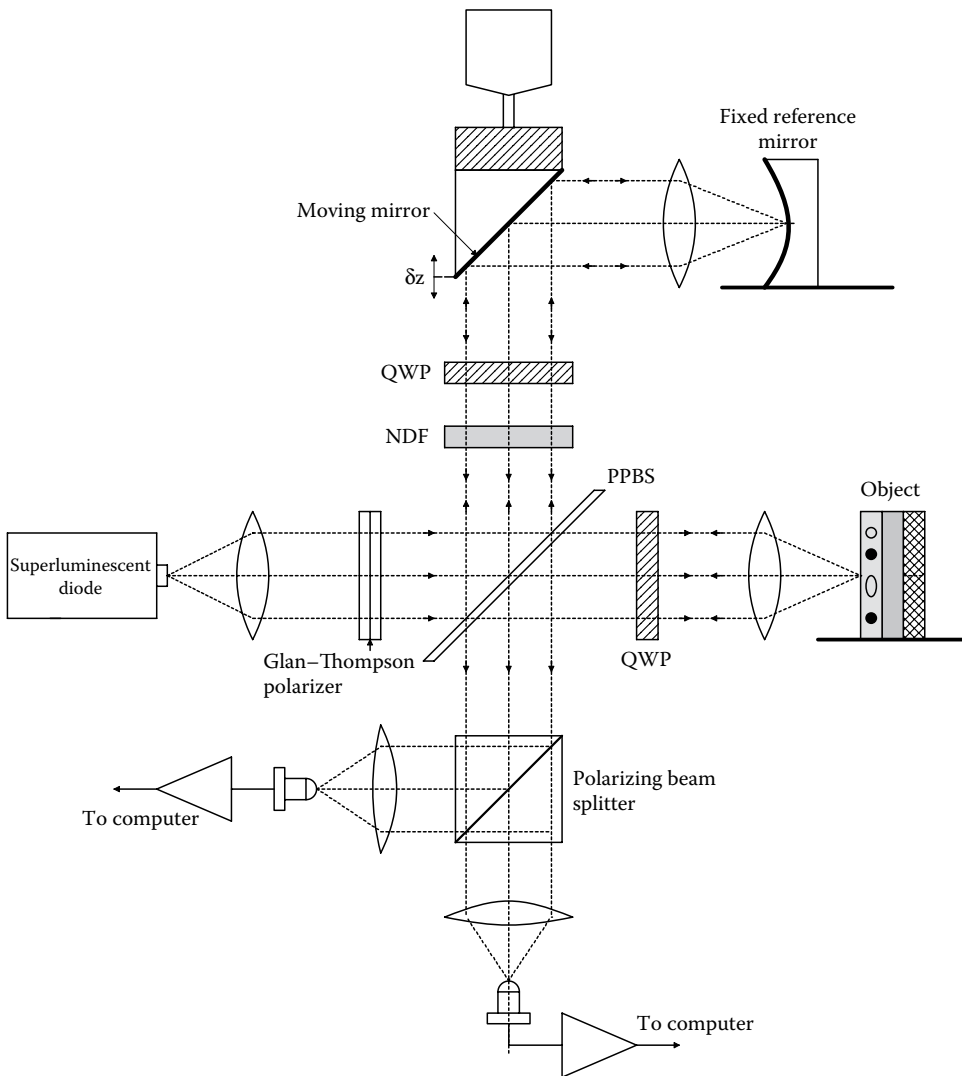 Fixed reference
mirror
Moving mirror
δz
QWP
NDF
PPBS
Object
Superluminescent
diode
Glan–Thompson
polarizer
QWP
Polarizing beam
splitter
To computer
To computer